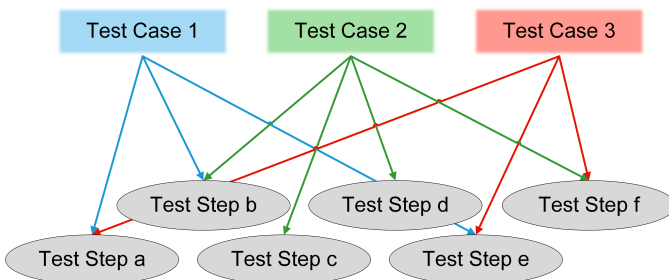 Test Case 1
Test Case 2
Test Case 3
Test Step b
Test Step d
Test Step f
Test Step a
Test Step c
Test Step e